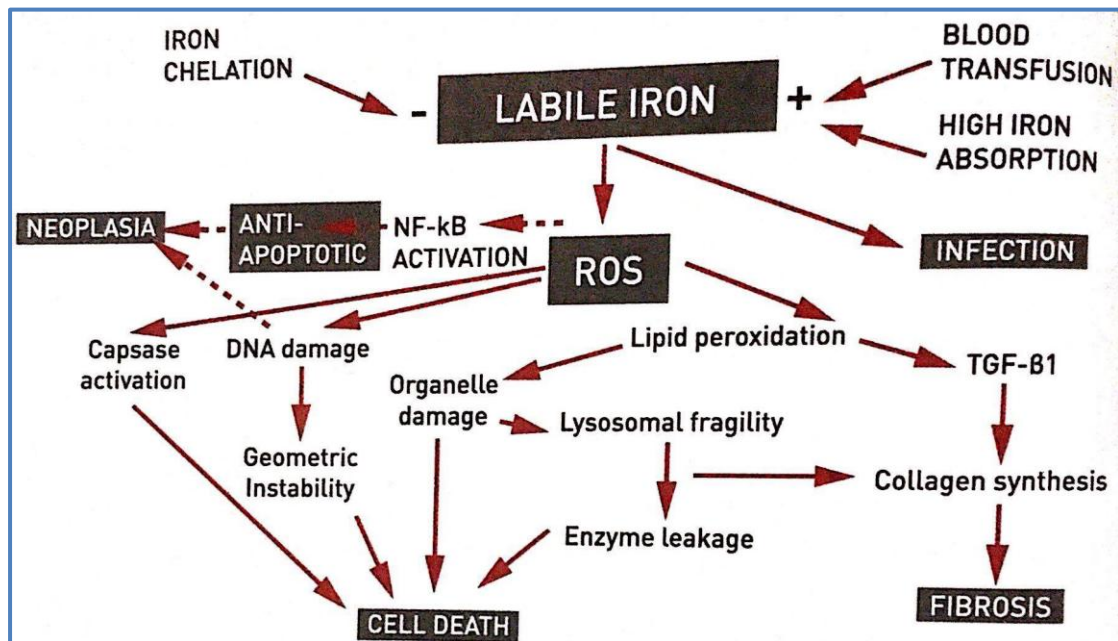 IRON
CHELATION
-
LABILE IRON
+
BLOOD
TRANSFUSION
HIGH IRON
ABSORPTION
NEOPLASIA
ANTI-
APOPTOTIC
NF-kB
ACTIVATION
ROS
INFECTION
Capsase
activation
DNA damage
Lipid peroxidation
TGF-ß1
Organelle
damage
Lysosomal fragility
Geometric
Instability
Collagen synthesis
Enzyme leakage
CELL DEATH
FIBROSIS